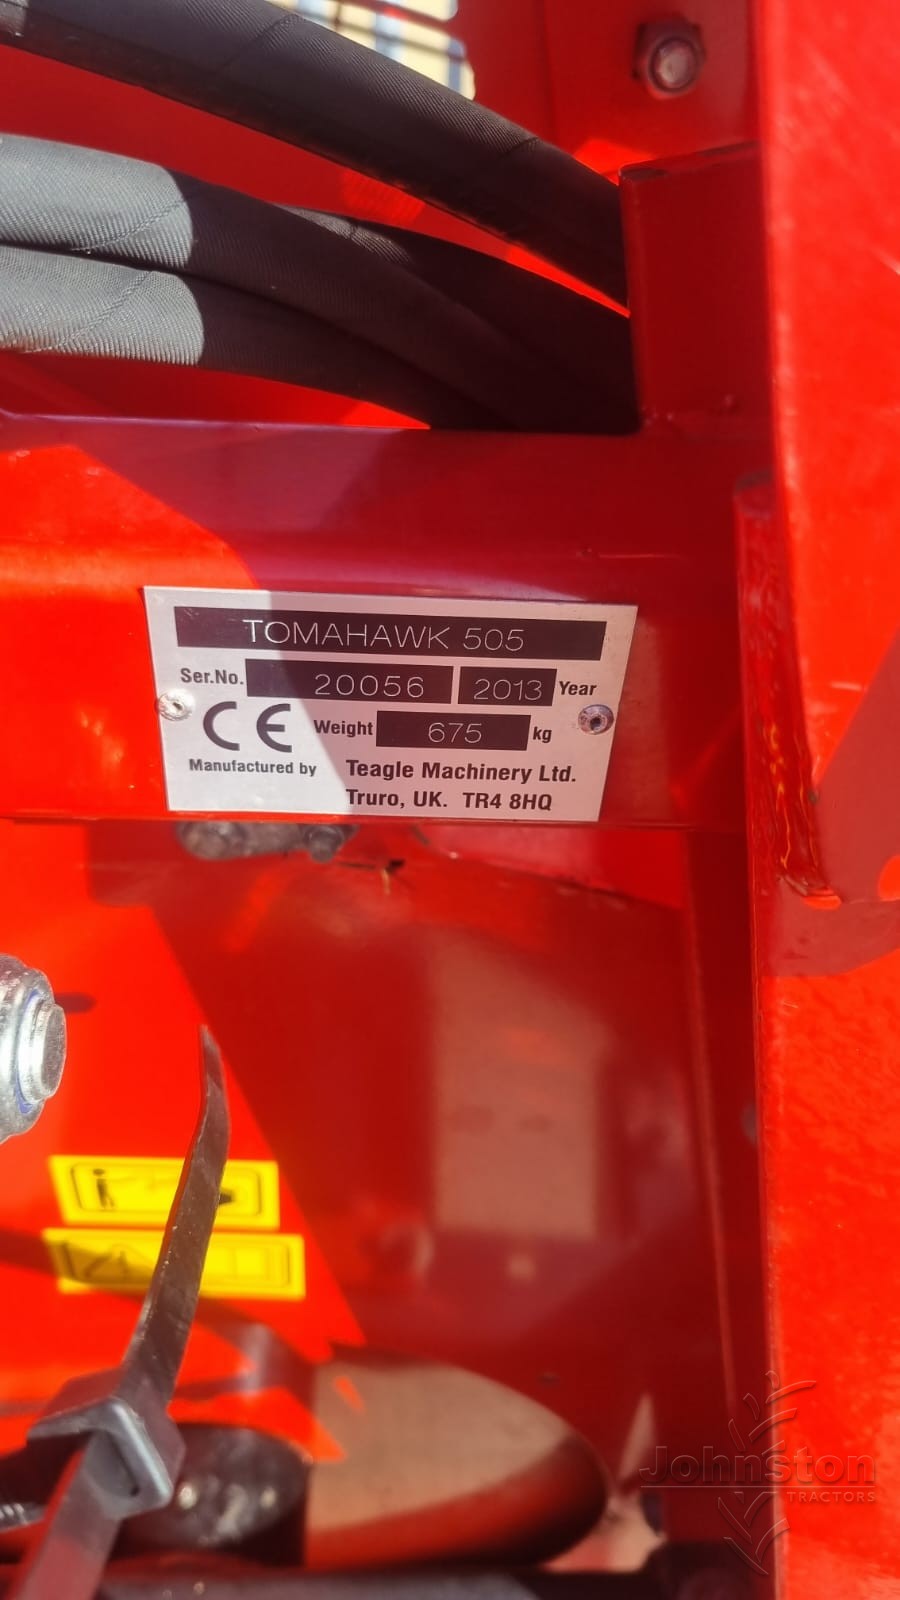 TOMAHAWK 505
Ser.No. 20056 2013 Year
CE Weight 675 kg
Manufactured by Teagle Machinery Ltd.
Truro, UK. TR4 8HQ
Johnston
TRACTORS